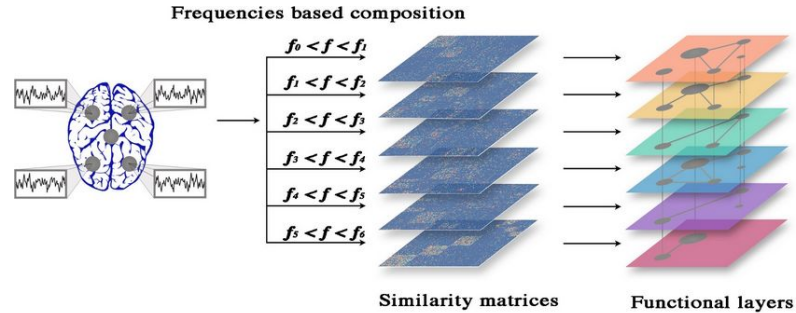 Frequencies based composition
f0 < f < f1
f1 < f < f2
f2 < f < f3
f3 < f < f4
f4 < f < f5
f5 < f < f6
Similarity matrices
Functional layers